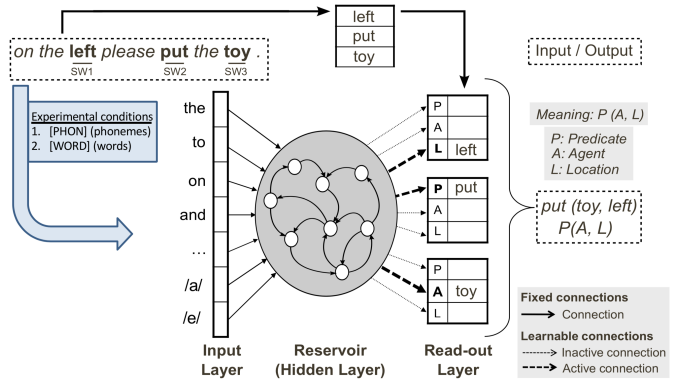 on the left please put the toy .
SW1 SW2 SW3
left
put
toy
Input / Output
Experimental conditions
1. [PHON] (phonemes)
2. [WORD] (words)
the
to
on
and
...
/a/
/e/
P
A
L left
P put
A
L
P
A toy
L
Meaning: P (A, L)
P: Predicate
A: Agent
L: Location
put (toy, left)
P(A, L)
Input
Layer
Reservoir
(Hidden Layer)
Read-out
Layer
Fixed connections
Connection
Learnable connections
Inactive connection
Active connection